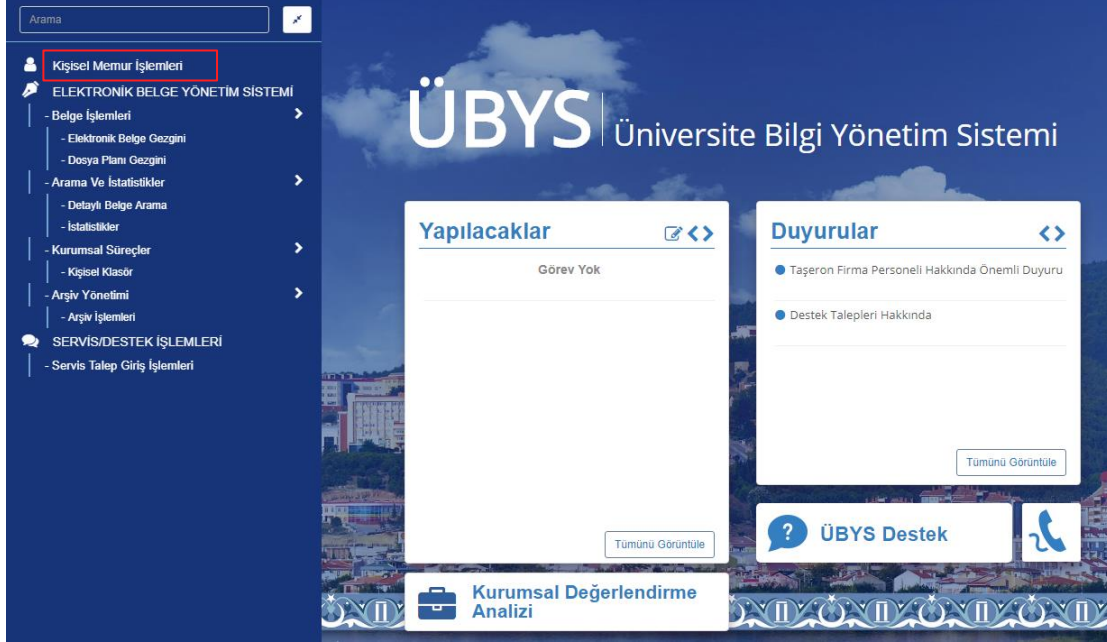 Arama
Kişisel Memur İşlemleri
ELEKTRONİK BELGE YÖNETİM SİSTEMİ
- Belge İşlemleri
- Elektronik Belge Gezgini
- Dosya Planı Gezgini
- Arama Ve İstatistikler
- Detaylı Belge Arama
- İstatistikler
- Kurumsal Süreçler
- Kişisel Klasör
- Arşiv Yönetimi
- Arşiv İşlemleri
SERVİS/DESTEK İŞLEMLERİ
- Servis Talep Giriş İşlemleri
ÜBYS Üniversite Bilgi Yönetim Sistemi
Yapılacaklar
Görev Yok
Tümünü Görüntüle
Duyurular
Taşeron Firma Personeli Hakkında Önemli Duyuru
Destek Talepleri Hakkında
Tümünü Görüntüle
ÜBYS Destek
Kurumsal Değerlendirme
Analizi